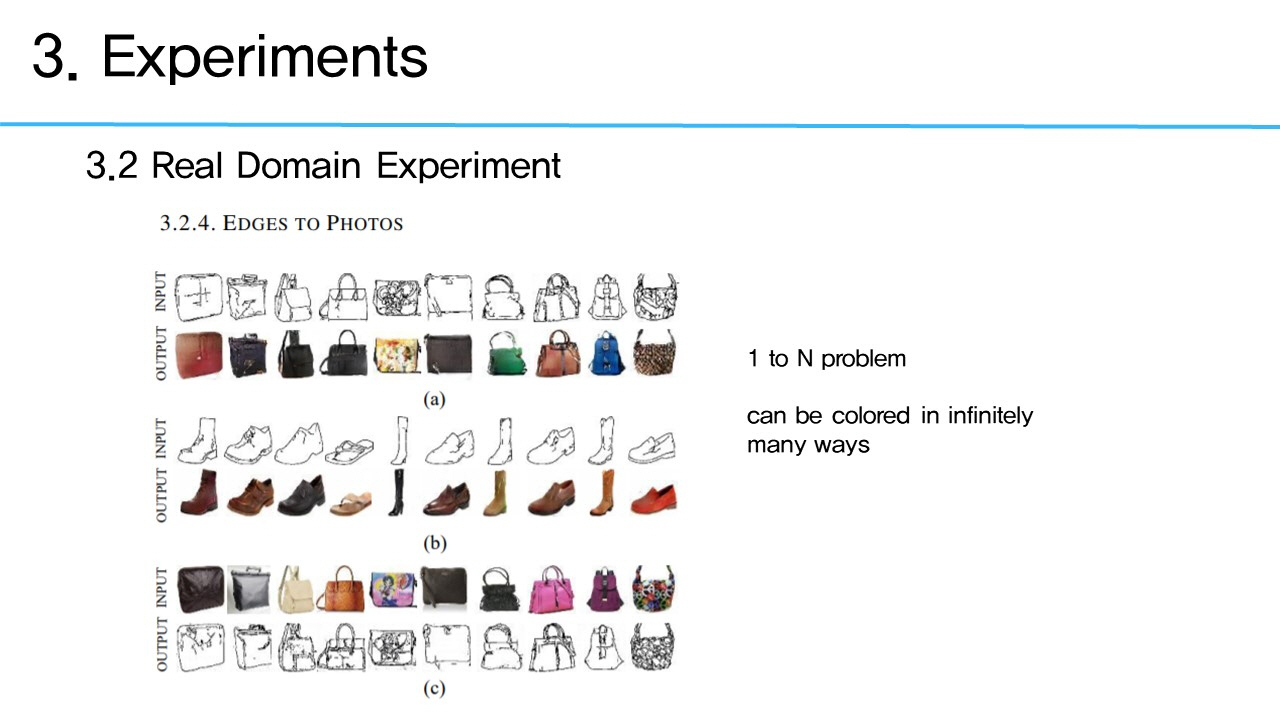 3. Experiments
3.2 Real Domain Experiment
3.2.4. EDGES TO PHOTOS
INPUT
OUTPUT
(a)
INPUT
OUTPUT
(b)
INPUT
OUTPUT
(c)
1 to N problem
can be colored in infinitely
many ways